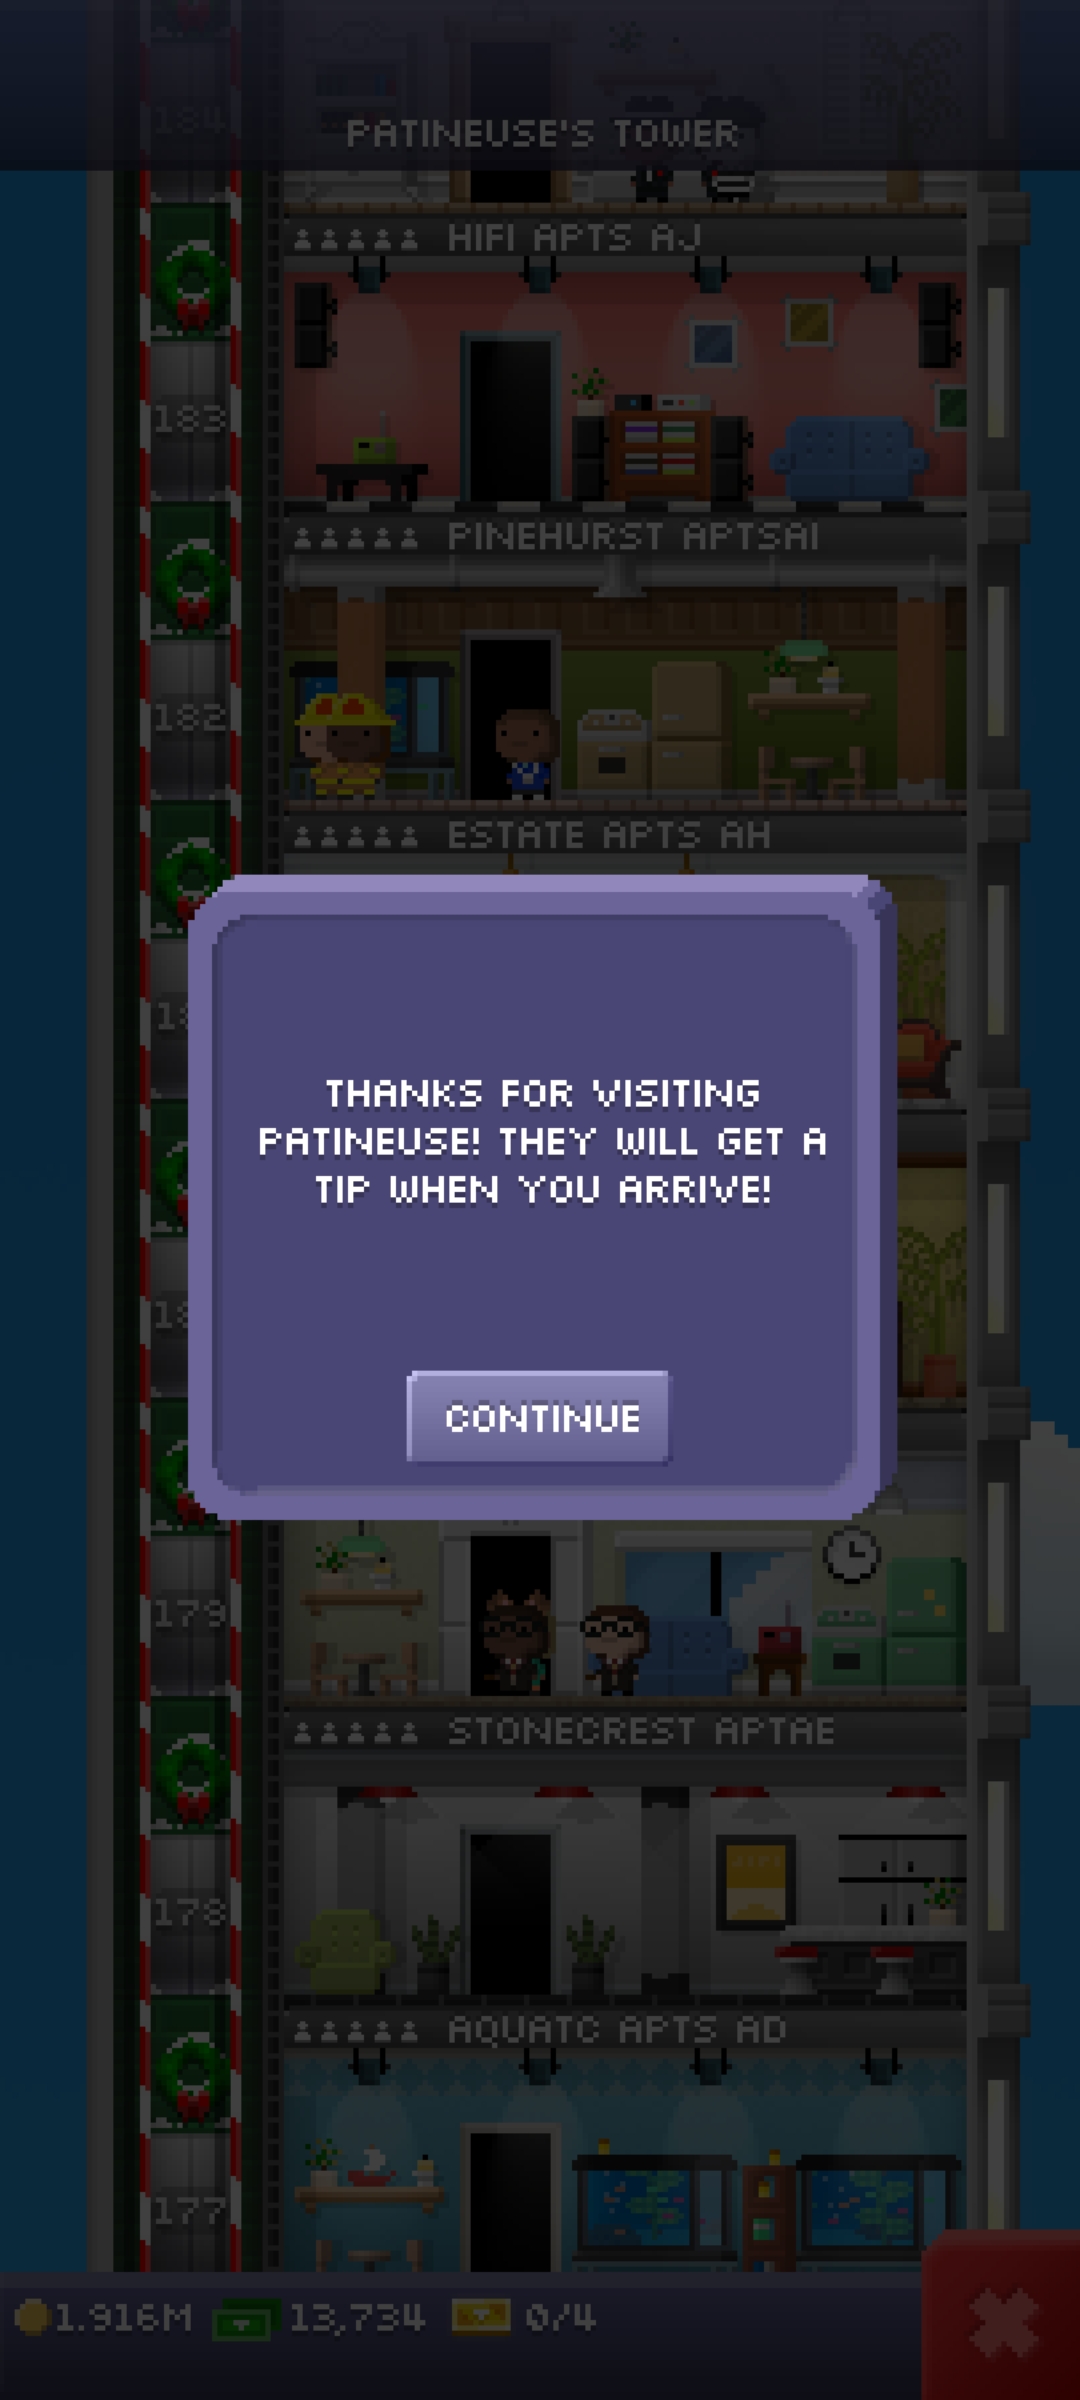 184
PATINEUSE'S TOWER
HIFI APTS AJ
183
PINEHURST APTSAI
182
ESTATE APTS AH
18
THANKS FOR VISITING
PATINEUSE! THEY WILL GET A
TIP WHEN YOU ARRIVE!
18
CONTINUE
179
STONECREST APTAE
178
AQUATC APTS AD
177
1.916M 13,734 0/4